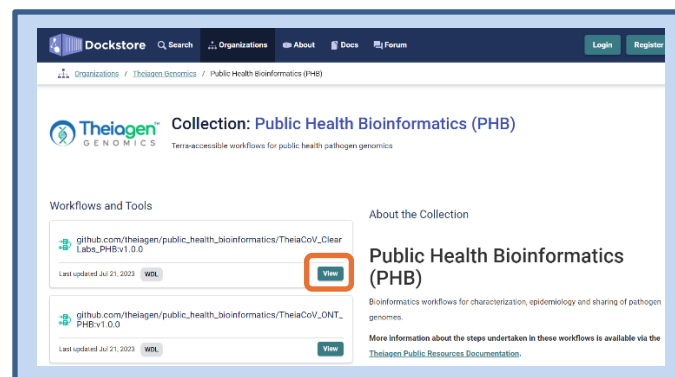 Dockstore Search Organizations About Docs Forum Login Register
Organizations / Theiagen Genomics / Public Health Bioinformatics (PHB)
Theiagen™
GENOMICS
Collection: Public Health Bioinformatics (PHB)
Terra-accessible workflows for public health pathogen genomics
Workflows and Tools
github.com/theiagen/public_health_bioinformatics/TheiaCoV_Clear
Labs_PHB:v1.0.0
Last updated Jul 21, 2023 WDL View
github.com/theiagen/public_health_bioinformatics/TheiaCoV_ONT_
PHB:v1.0.0
Last updated Jul 21, 2023 WDL View
About the Collection
Public Health Bioinformatics
(PHB)
Bioinformatics workflows for characterization, epidemiology and sharing of pathogen
genomes.
More information about the steps undertaken in these workflows is available via the
Theiagen Public Resources Documentation.